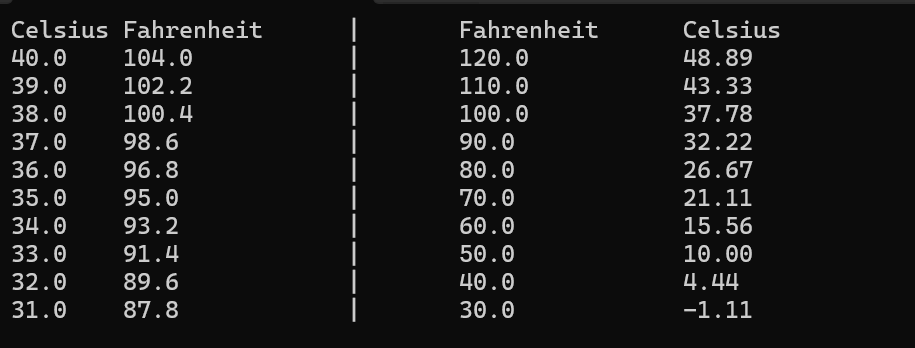 Celsius Fahrenheit | Fahrenheit Celsius
40.0 104.0 | 120.0 48.89
39.0 102.2 | 110.0 43.33
38.0 100.4 | 100.0 37.78
37.0 98.6 | 90.0 32.22
36.0 96.8 | 80.0 26.67
35.0 95.0 | 70.0 21.11
34.0 93.2 | 60.0 15.56
33.0 91.4 | 50.0 10.00
32.0 89.6 | 40.0 4.44
31.0 87.8 | 30.0 -1.11